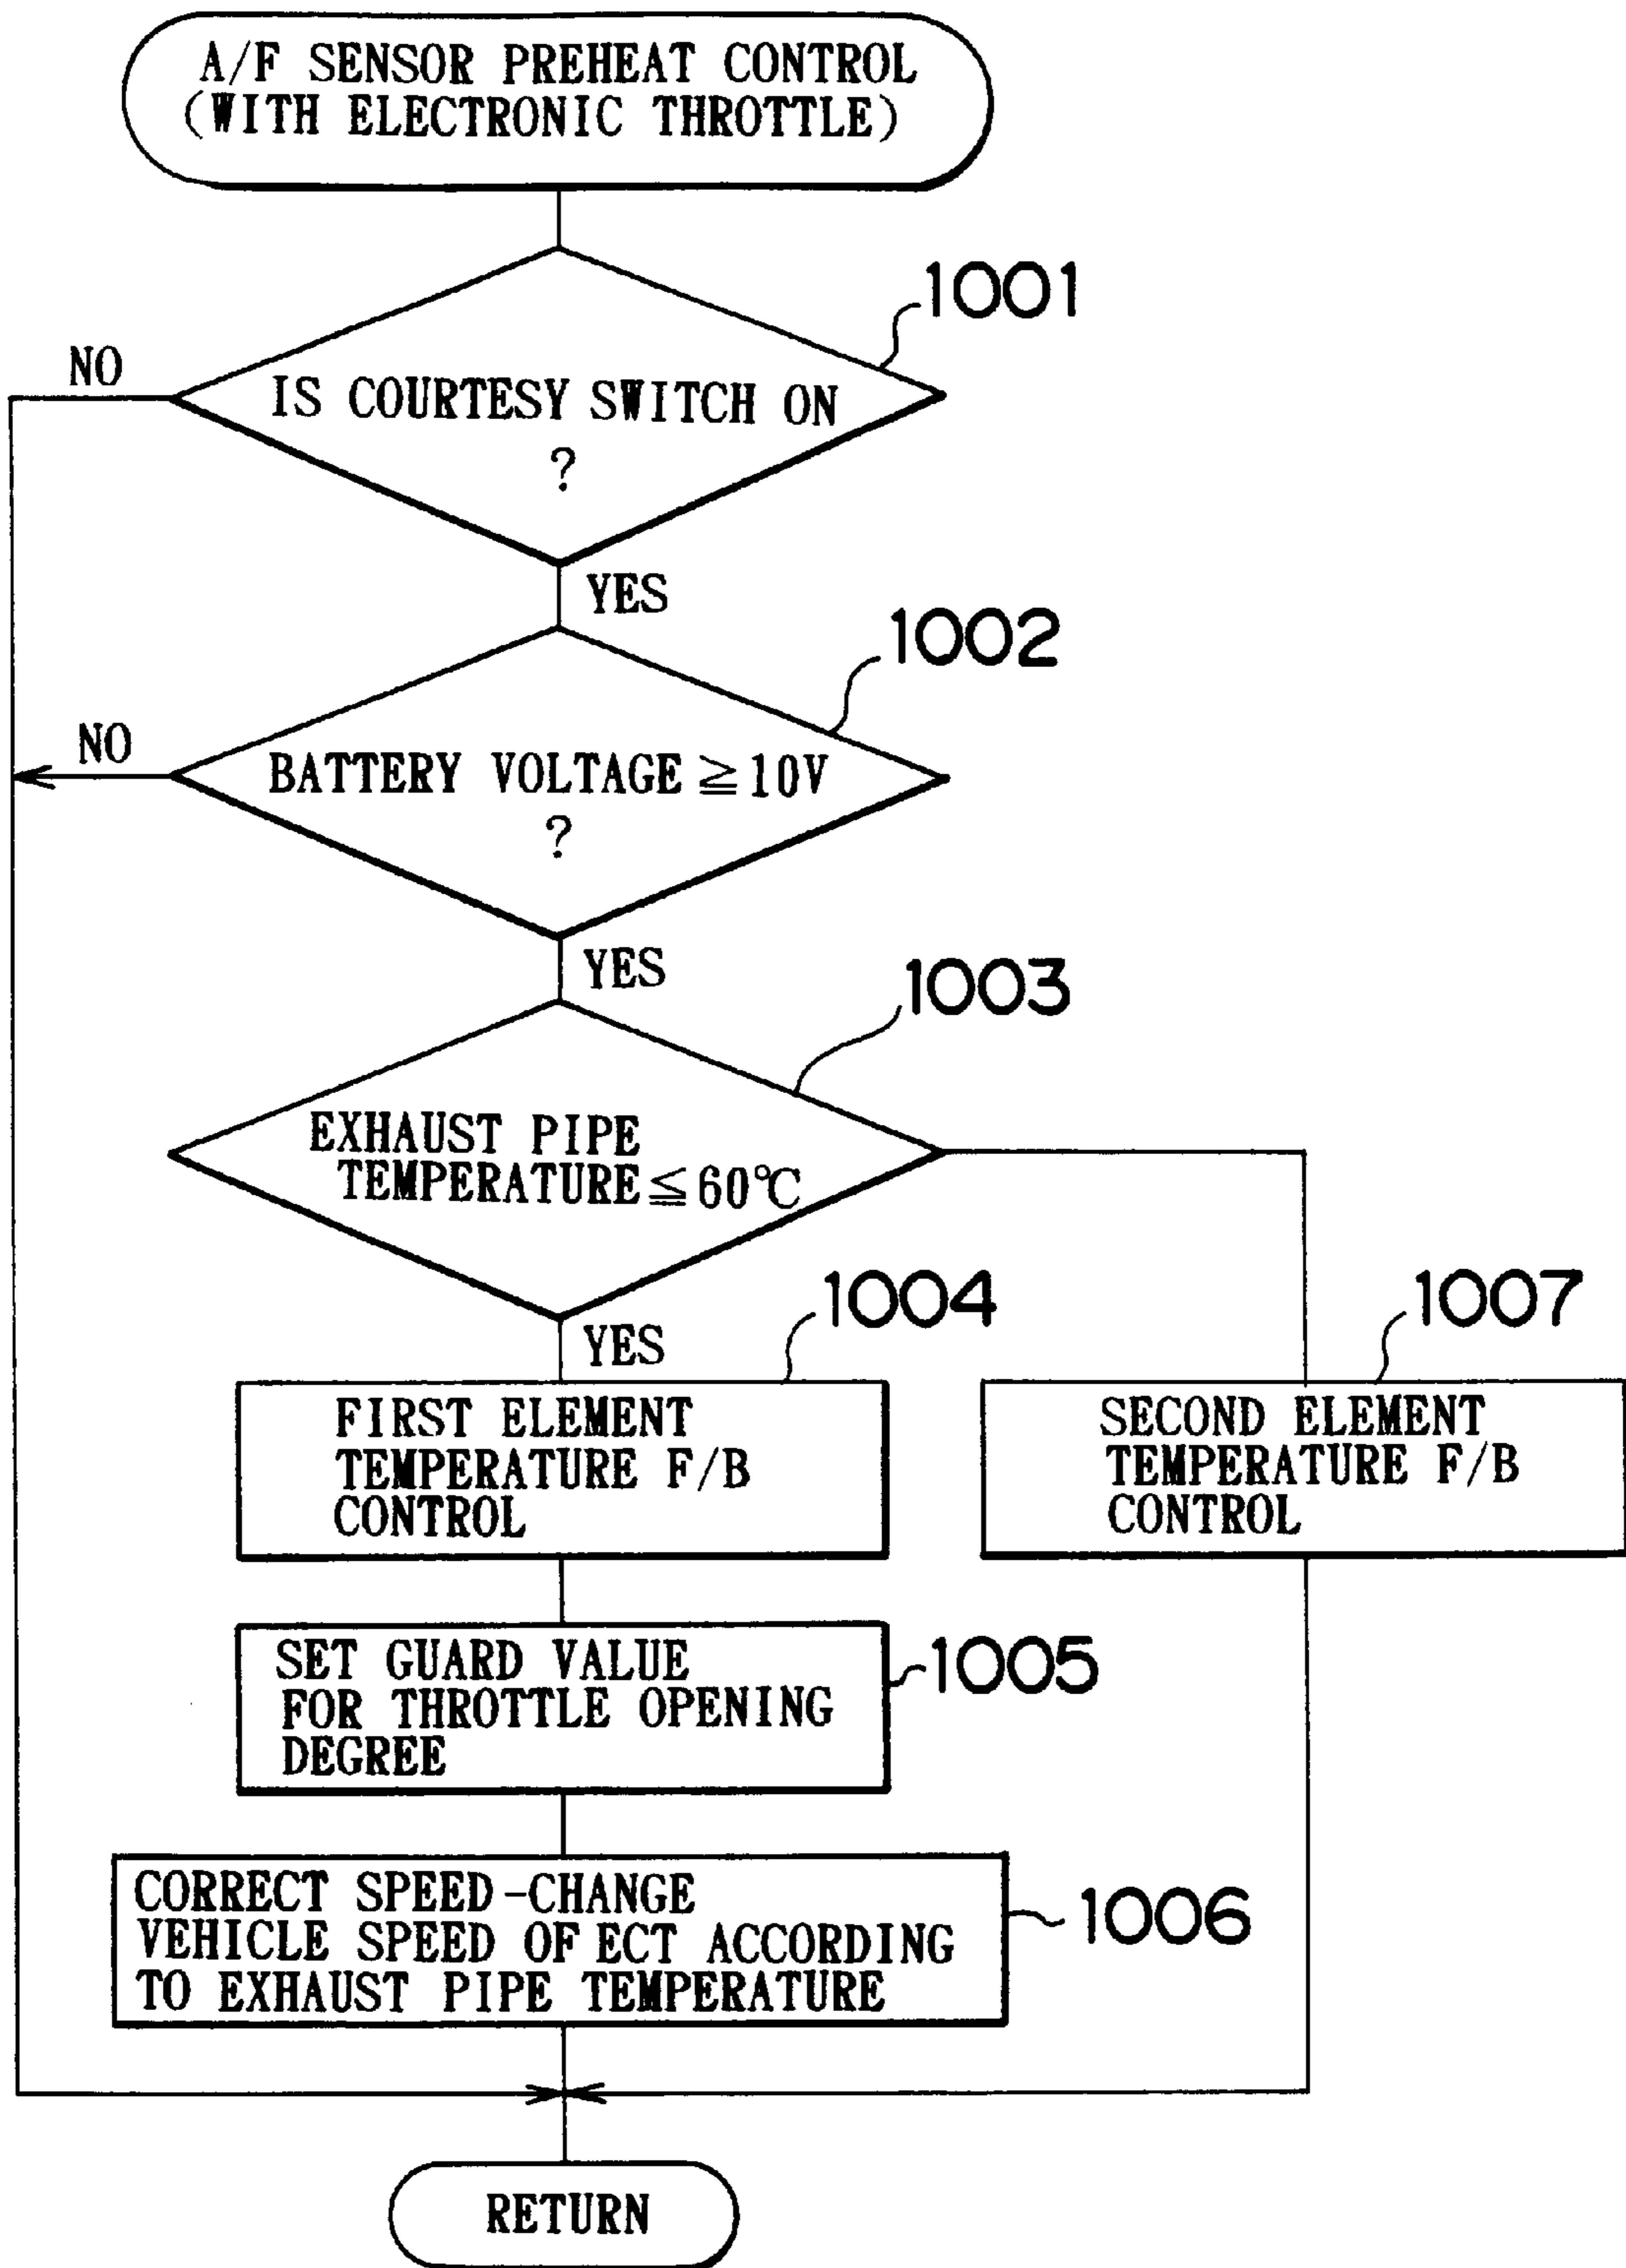 A/F SENSOR PREHEAT CONTROL
(WITH ELECTRONIC THROTTLE)
1001
NO
IS COURTESY SWITCH ON
?
YES
1002
NO
BATTERY VOLTAGE ≧ 10V
?
YES
1003
EXHAUST PIPE
TEMPERATURE ≦ 60℃
YES
1004
FIRST ELEMENT
TEMPERATURE F/B
CONTROL
1007
SECOND ELEMENT
TEMPERATURE F/B
CONTROL
SET GUARD VALUE
FOR THROTTLE OPENING
DEGREE
1005
CORRECT SPEED-CHANGE
VEHICLE SPEED OF ECT ACCORDING
TO EXHAUST PIPE TEMPERATURE
1006
RETURN